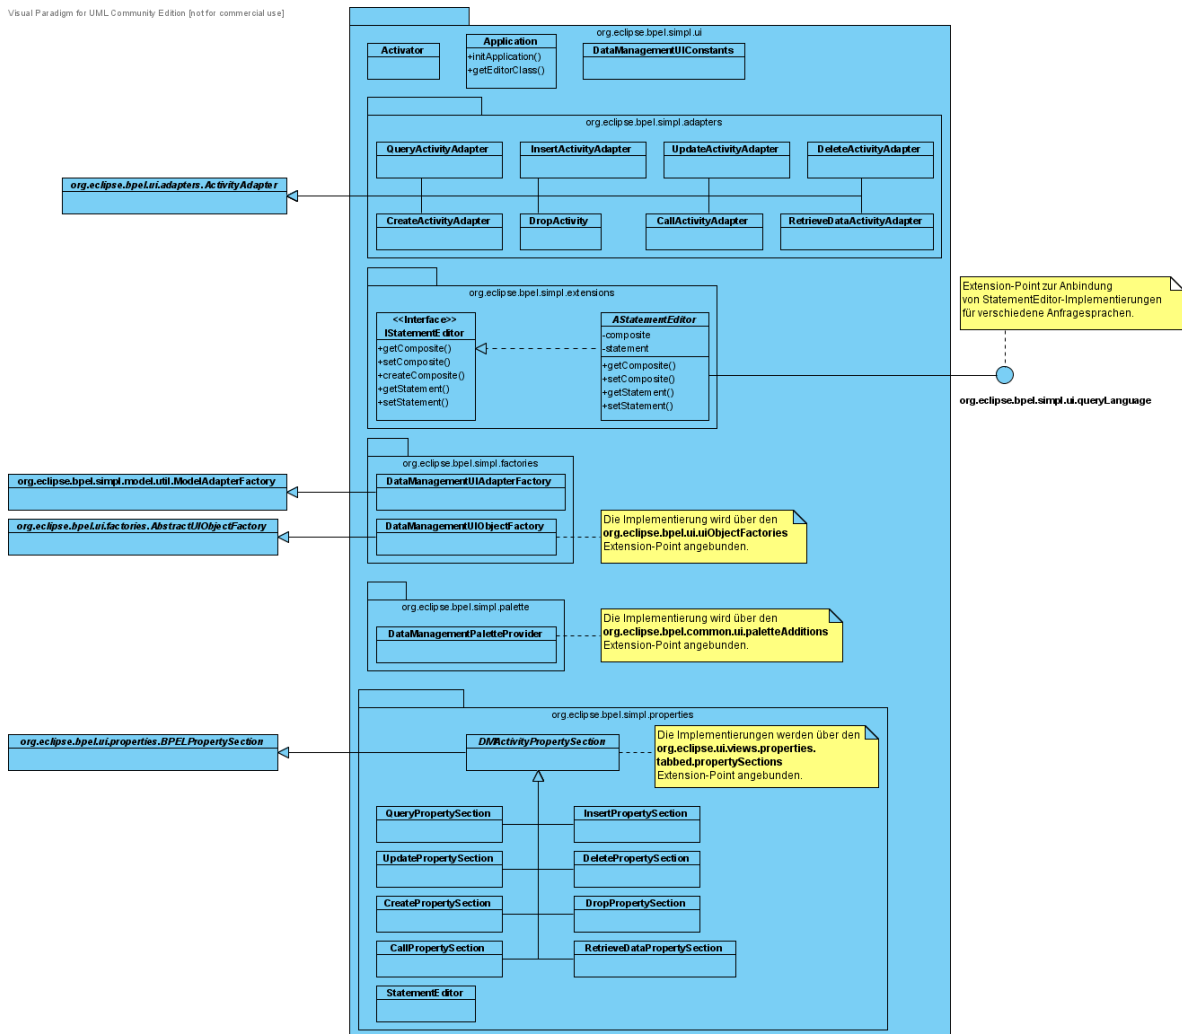 Visual Paradigm for UML Community Edition [not for commercial use]
org.eclipse.bpel.simpl.ui
Activator
Application
+initApplication()
+getEditorClass()
DataManagementUIConstants
org.eclipse.bpel.simpl.adapters
QueryActivityAdapter
InsertActivityAdapter
UpdateActivityAdapter
DeleteActivityAdapter
org.eclipse.bpel.ui.adapters.ActivityAdapter
CreateActivityAdapter
DropActivity
CallActivityAdapter
RetrieveDataActivityAdapter
org.eclipse.bpel.simpl.extensions
<<Interface>>
IStatementEditor
+getComposite()
+setComposite()
+createComposite()
+getStatement()
+setStatement()
AStatementEditor
-composite
-statement
+getComposite()
+setComposite()
+getStatement()
+setStatement()
Extension-Point zur Anbindung
von StatementEditor-Implementierungen
für verschiedene Anfragesprachen.
org.eclipse.bpel.simpl.ui.queryLanguage
org.eclipse.bpel.simpl.factories
org.eclipse.bpel.simpl.model.util.ModelAdapterFactory
DataManagementUIAdapterFactory
org.eclipse.bpel.ui.factories.AbstractUIObjectFactory
DataManagementUIObjectFactory
Die Implementierung wird über den
org.eclipse.bpel.ui.uiObjectFactories
Extension-Point angebunden.
org.eclipse.bpel.simpl.palette
DataManagementPaletteProvider
Die Implementierung wird über den
org.eclipse.bpel.common.ui.paletteAdditions
Extension-Point angebunden.
org.eclipse.bpel.simpl.properties
org.eclipse.bpel.ui.properties.BPELPropertySection
DMActivityPropertySection
Die Implementierungen werden über den
org.eclipse.ui.views.properties.
tabbed.propertySections
Extension-Point angebunden.
QueryPropertySection
InsertPropertySection
UpdatePropertySection
DeletePropertySection
CreatePropertySection
DropPropertySection
CallPropertySection
RetrieveDataPropertySection
StatementEditor